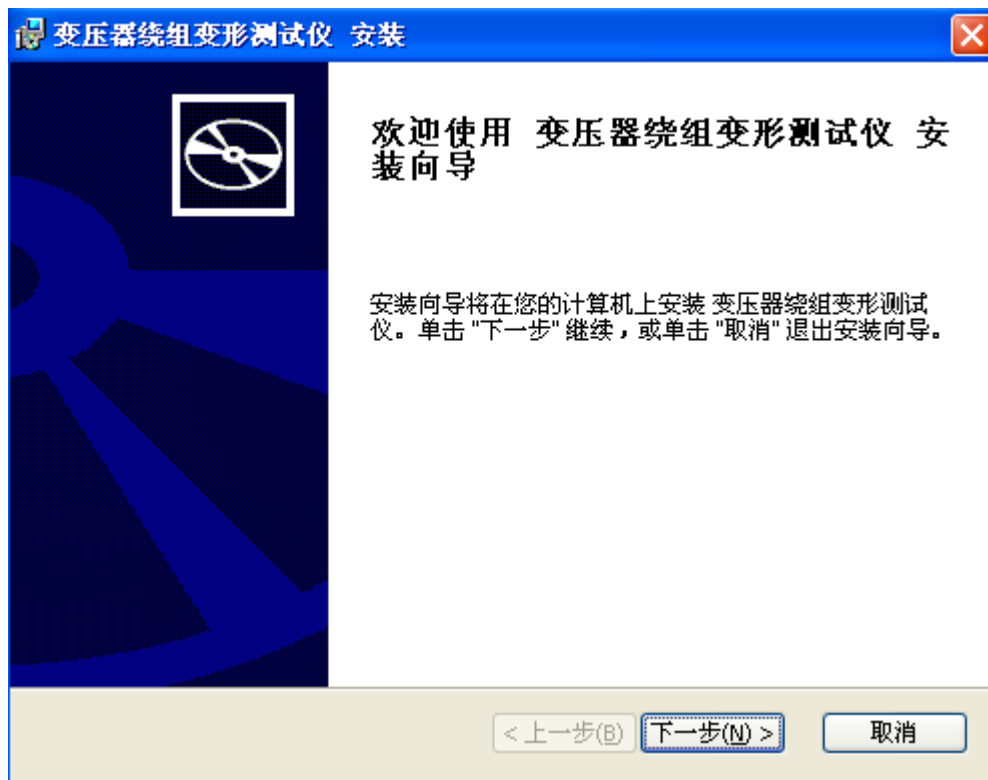 变压器绕组变形测试仪 安装
欢迎使用 变压器绕组变形测试仪 安
装向导
安装向导将在您的计算机上安装 变压器绕组变形测试
仪。单击 "下一步" 继续，或单击 "取消" 退出安装向导。
< 上一步(B) 下一步(N) > 取消